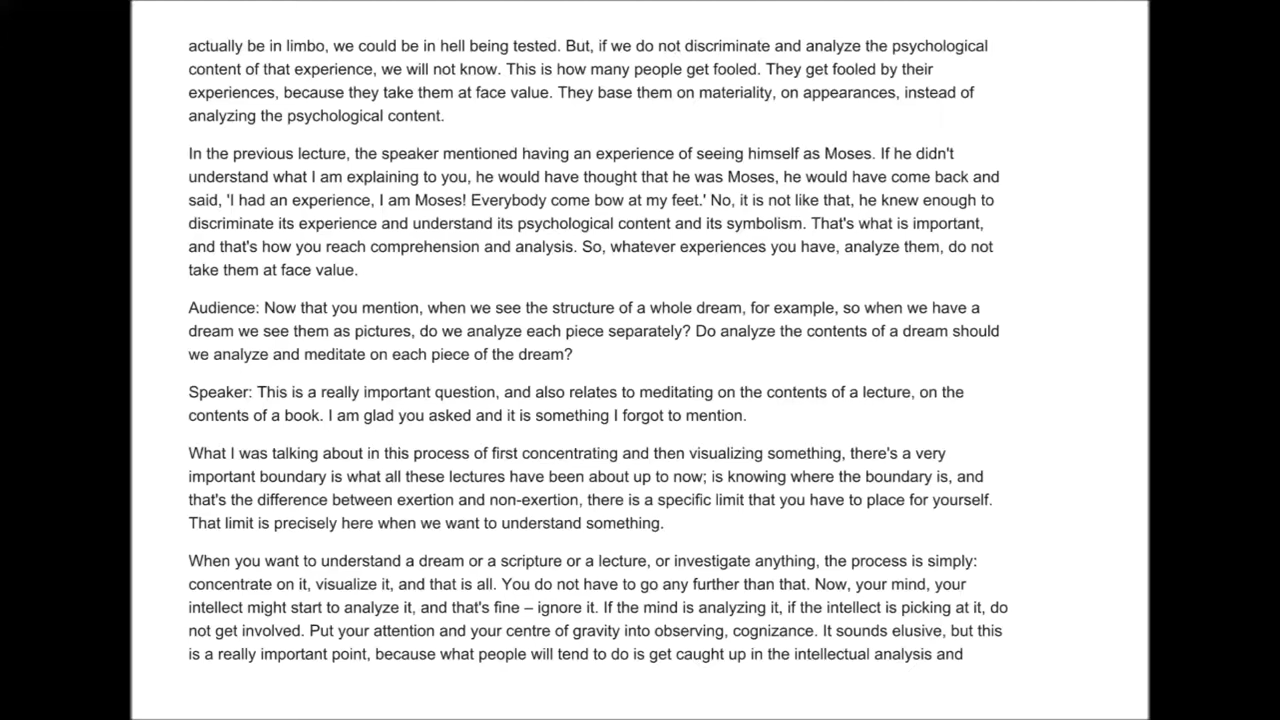 actually be in limbo, we could be in hell being tested. But, if we do not discriminate and analyze the psychological
content of that experience, we will not know. This is how many people get fooled. They get fooled by their
experiences, because they take them at face value. They base them on materiality, on appearances, instead of
analyzing the psychological content.
In the previous lecture, the speaker mentioned having an experience of seeing himself as Moses. If he didn't
understand what I am explaining to you, he would have thought that he was Moses, he would have come back and
said, 'I had an experience, I am Moses! Everybody come bow at my feet.' No, it is not like that, he knew enough to
discriminate its experience and understand its psychological content and its symbolism. That's what is important,
and that's how you reach comprehension and analysis. So, whatever experiences you have, analyze them, do not
take them at face value.
Audience: Now that you mention, when we see the structure of a whole dream, for example, so when we have a
dream we see them as pictures, do we analyze each piece separately? Do analyze the contents of a dream should
we analyze and meditate on each piece of the dream?
Speaker: This is a really important question, and also relates to meditating on the contents of a lecture, on the
contents of a book. I am glad you asked and it is something I forgot to mention.
What I was talking about in this process of first concentrating and then visualizing something, there's a very
important boundary is what all these lectures have been about up to now; is knowing where the boundary is, and
that's the difference between exertion and non-exertion, there is a specific limit that you have to place for yourself.
That limit is precisely here when we want to understand something.
When you want to understand a dream or a scripture or a lecture, or investigate anything, the process is simply:
concentrate on it, visualize it, and that is all. You do not have to go any further than that. Now, your mind, your
intellect might start to analyze it, and that's fine – ignore it. If the mind is analyzing it, if the intellect is picking at it, do
not get involved. Put your attention and your centre of gravity into observing, cognizance. It sounds elusive, but this
is a really important point, because what people will tend to do is get caught up in the intellectual analysis and